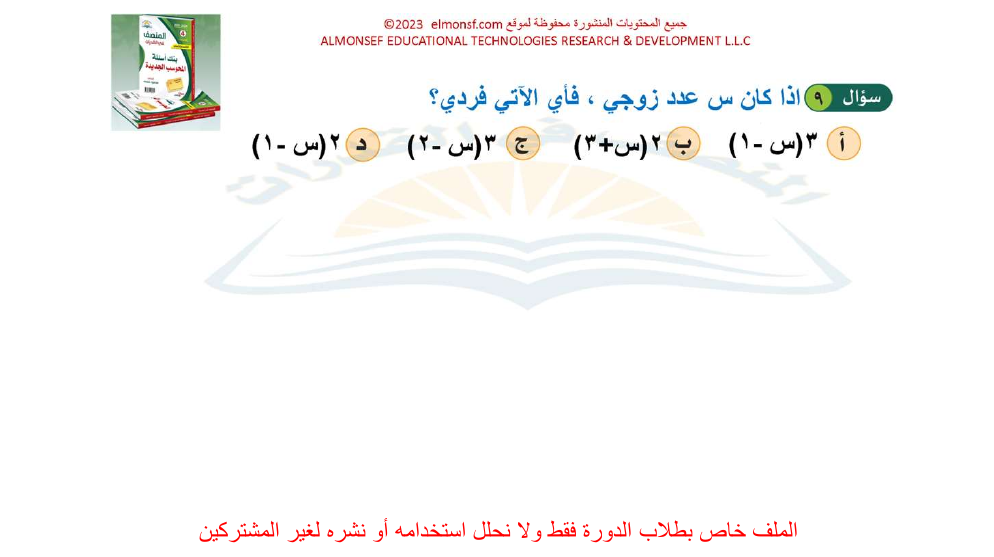 جميع المحتويات المنشورة محفوظة لموقع elmonsf.com ©2023
ALMONSEF EDUCATIONAL TECHNOLOGIES RESEARCH & DEVELOPMENT L.L.C
المنصف
بنك أسئلة
المحوسب الجديدة
سؤال ٩ اذا كان س عدد زوجي ، فأي الآتي فردي؟
أ ٣(س -١) ب ٢(س+٣) ج ٣(س -٢) د ٢(س -١)
الملف خاص بطلاب الدورة فقط ولا نحلل استخدامه أو نشره لغير المشتركين